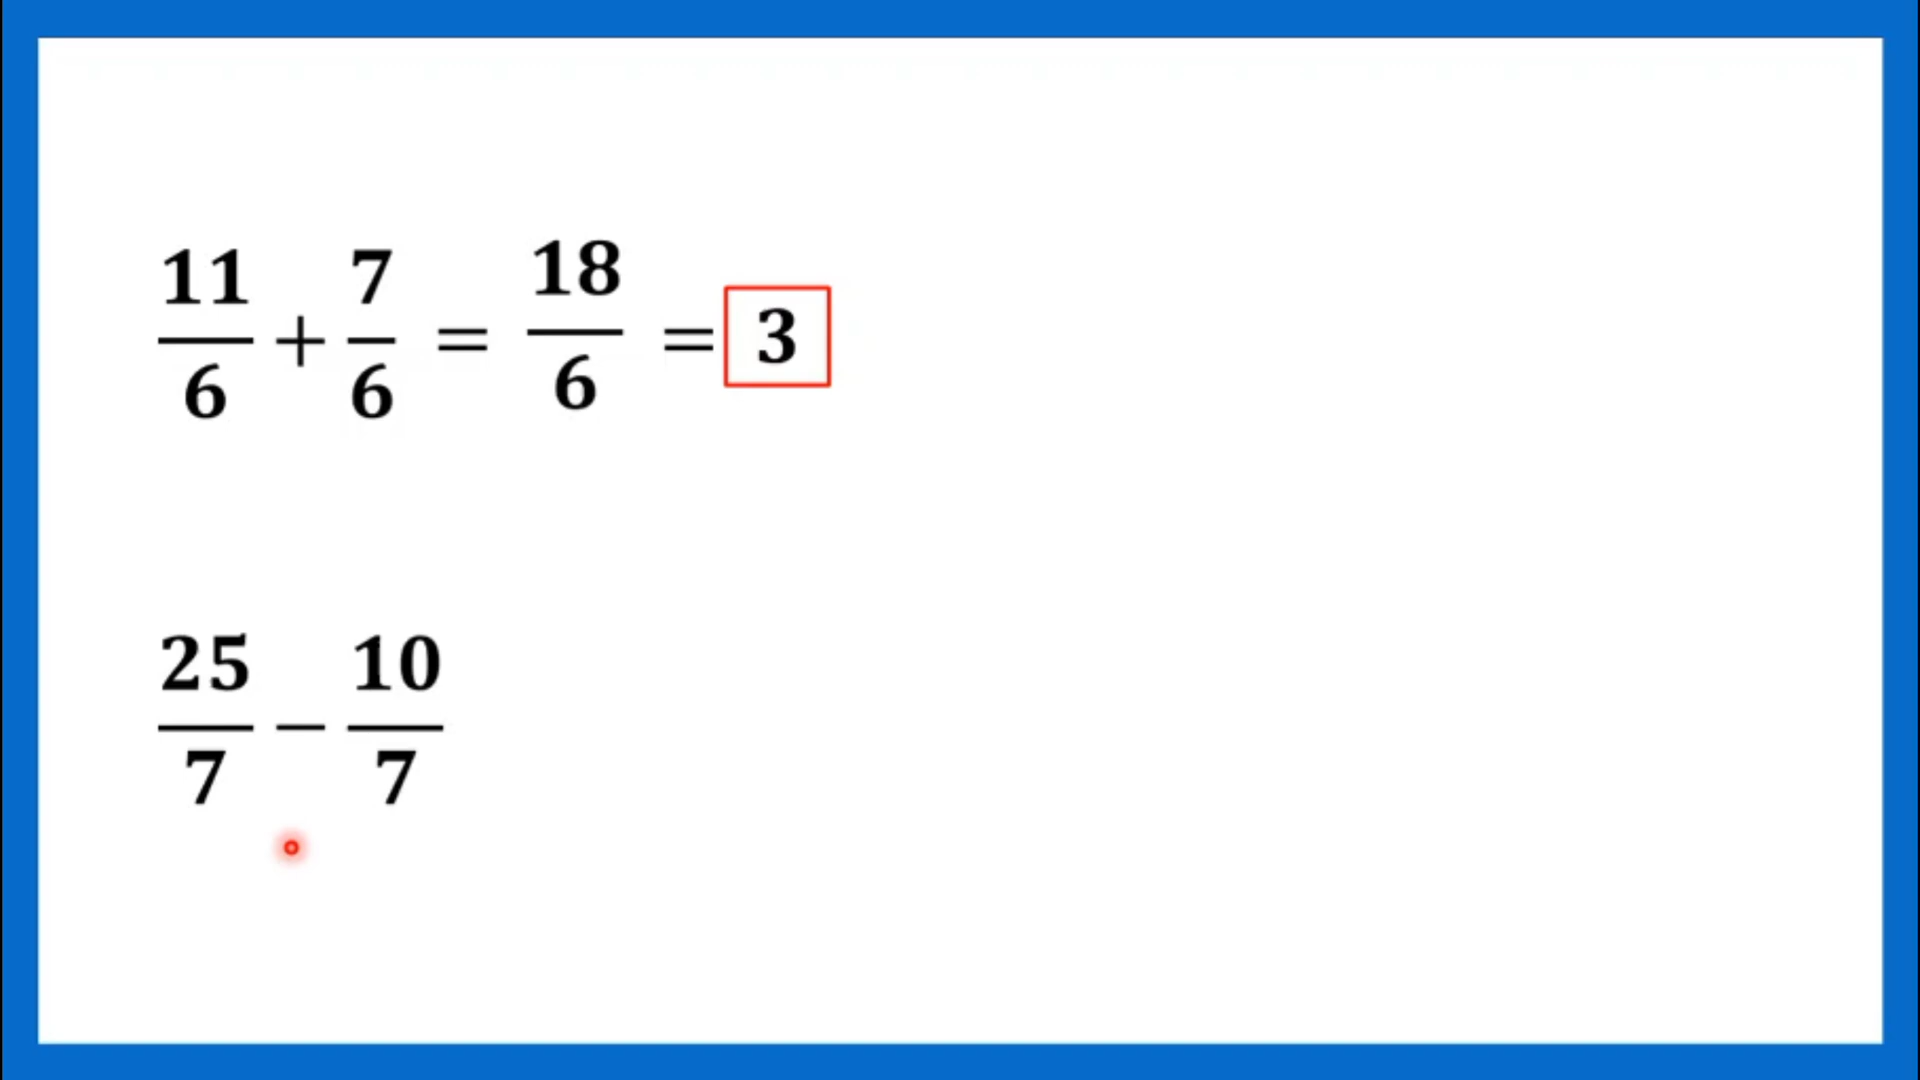 11/6 + 7/6 = 18/6 = 3
25/7 − 10/7